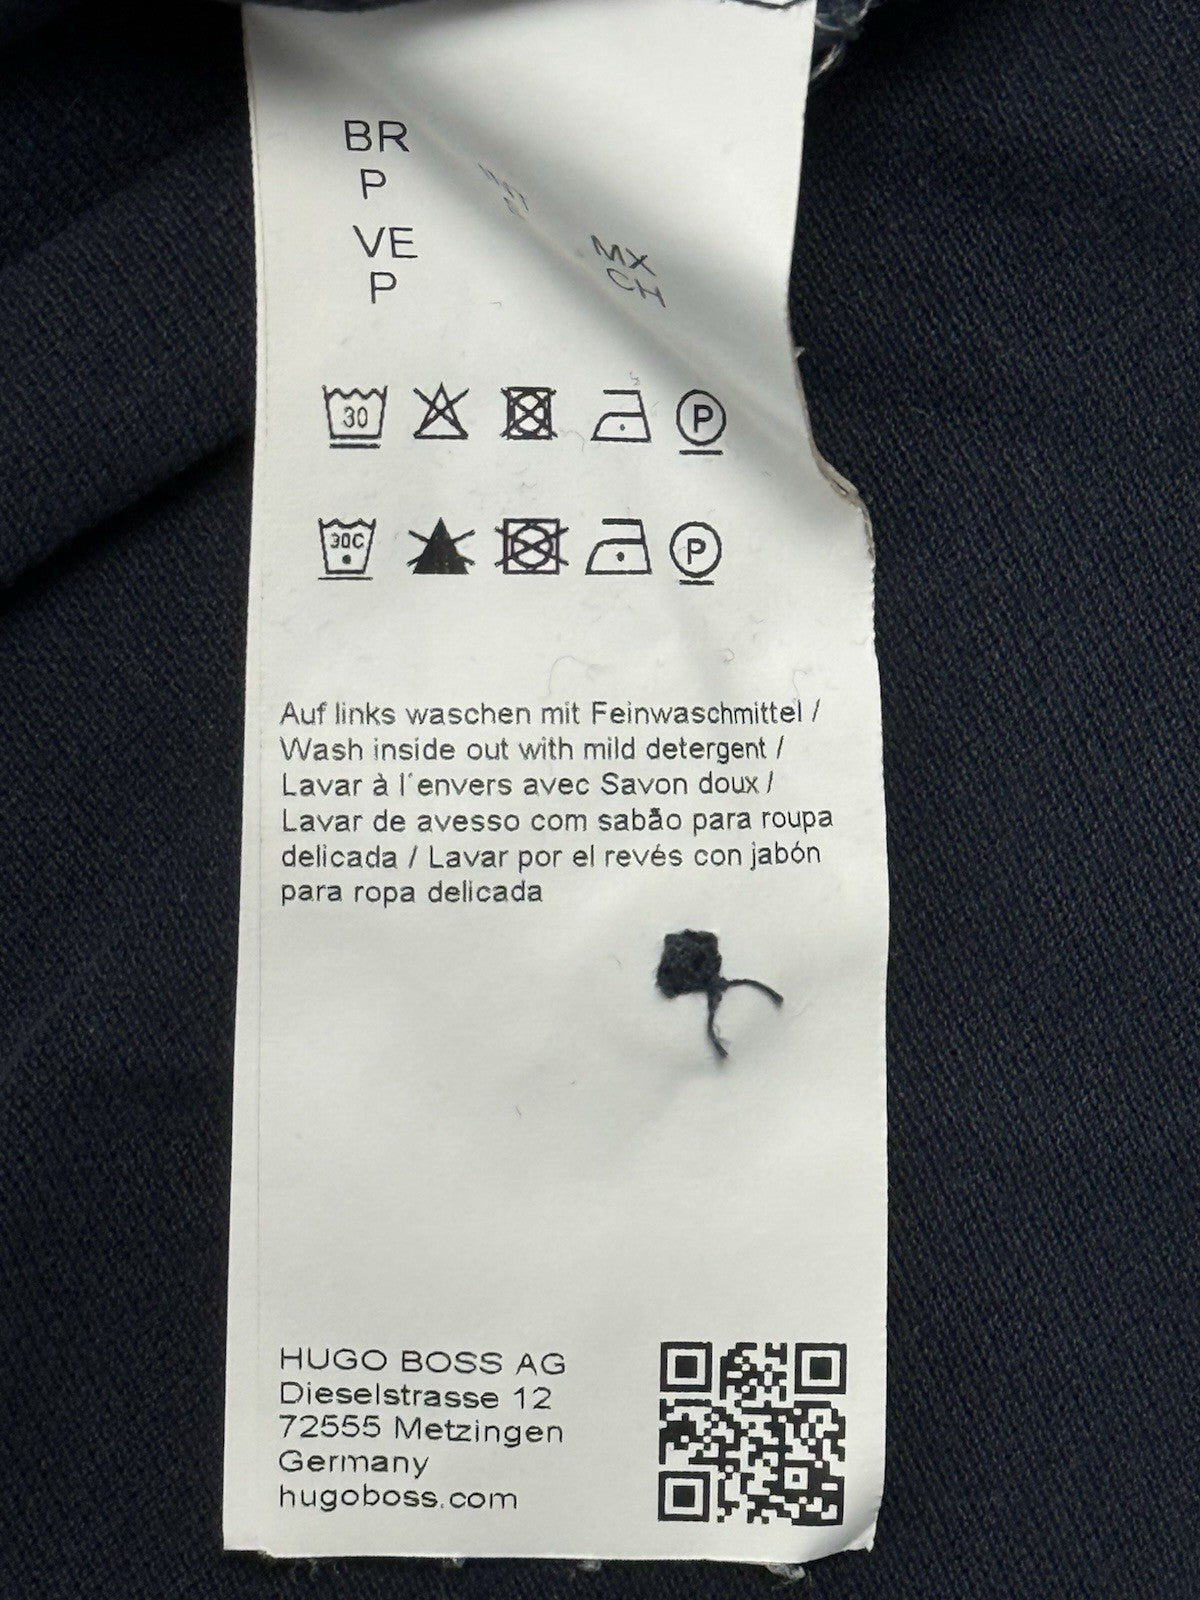 BR
P
VE
P
MX
CH
30
P
30C
P
Auf links waschen mit Feinwaschmittel /
Wash inside out with mild detergent /
Lavar à l´envers avec Savon doux /
Lavar de avesso com sabão para roupa
delicada / Lavar por el revés con jabón
para ropa delicada
HUGO BOSS AG
Dieselstrasse 12
72555 Metzingen
Germany
hugoboss.com